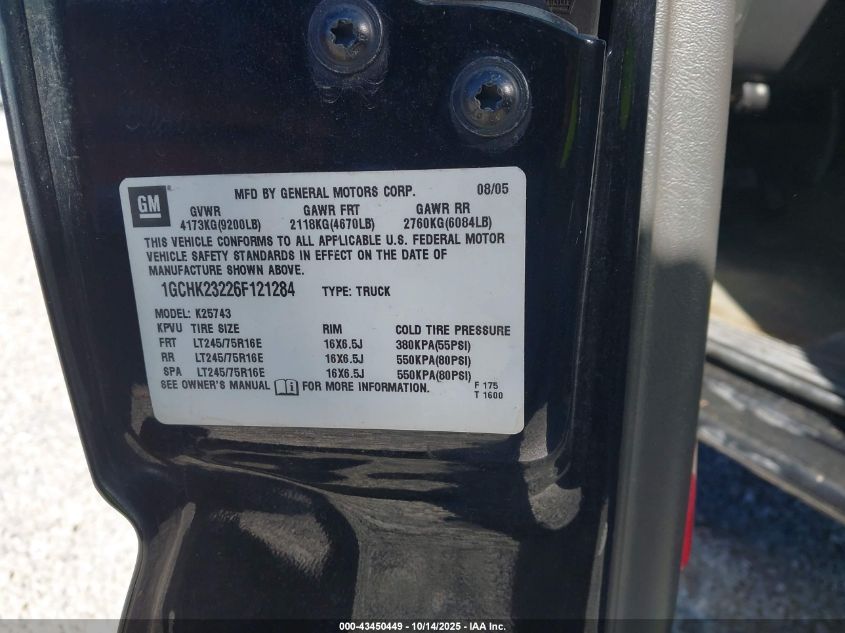 GM
MFD BY GENERAL MOTORS CORP. 08/05
GVWR GAWR FRT GAWR RR
4173KG(9200LB) 2118KG(4670LB) 2760KG(6084LB)
THIS VEHICLE CONFORMS TO ALL APPLICABLE U.S. FEDERAL MOTOR
VEHICLE SAFETY STANDARDS IN EFFECT ON THE DATE OF
MANUFACTURE SHOWN ABOVE.
1GCHK23226F121284 TYPE: TRUCK
MODEL: K25743
KPVU TIRE SIZE RIM COLD TIRE PRESSURE
FRT LT245/75R16E 16X6.5J 380KPA(55PSI)
RR LT245/75R16E 16X6.5J 550KPA(80PSI)
SPA LT245/75R16E 16X6.5J 550KPA(80PSI)
SEE OWNER'S MANUAL FOR MORE INFORMATION. F 175
T 1600
000-43450449 - 10/14/2025 - IAA Inc.